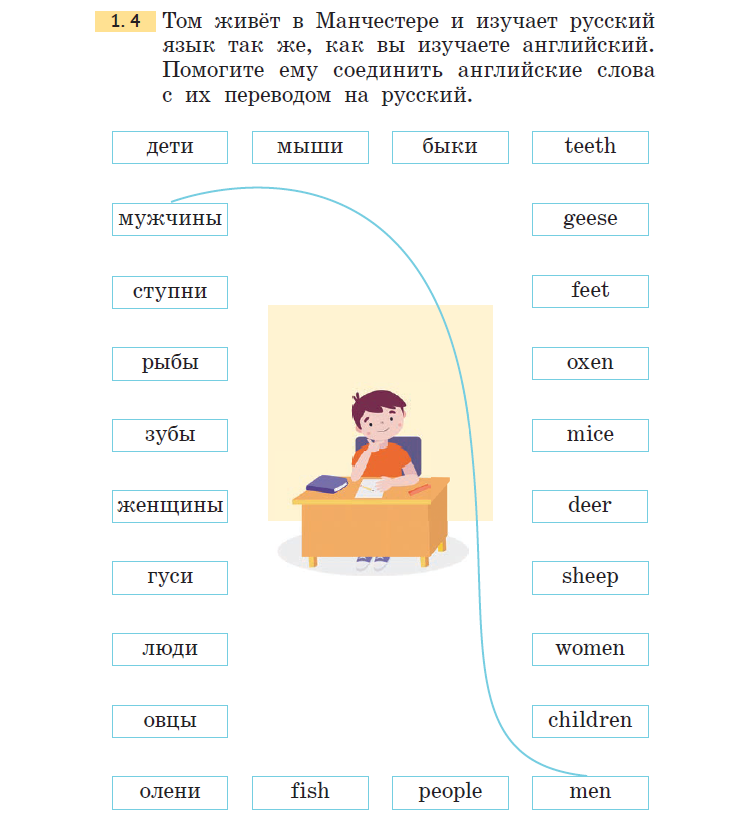 1. 4 Том живёт в Манчестере и изучает русский
язык так же, как вы изучаете английский.
Помогите ему соединить английские слова
с их переводом на русский.
дети мыши быки teeth
мужчины geese
ступни feet
рыбы oxen
зубы mice
женщины deer
гуси sheep
люди women
овцы children
олени fish people men